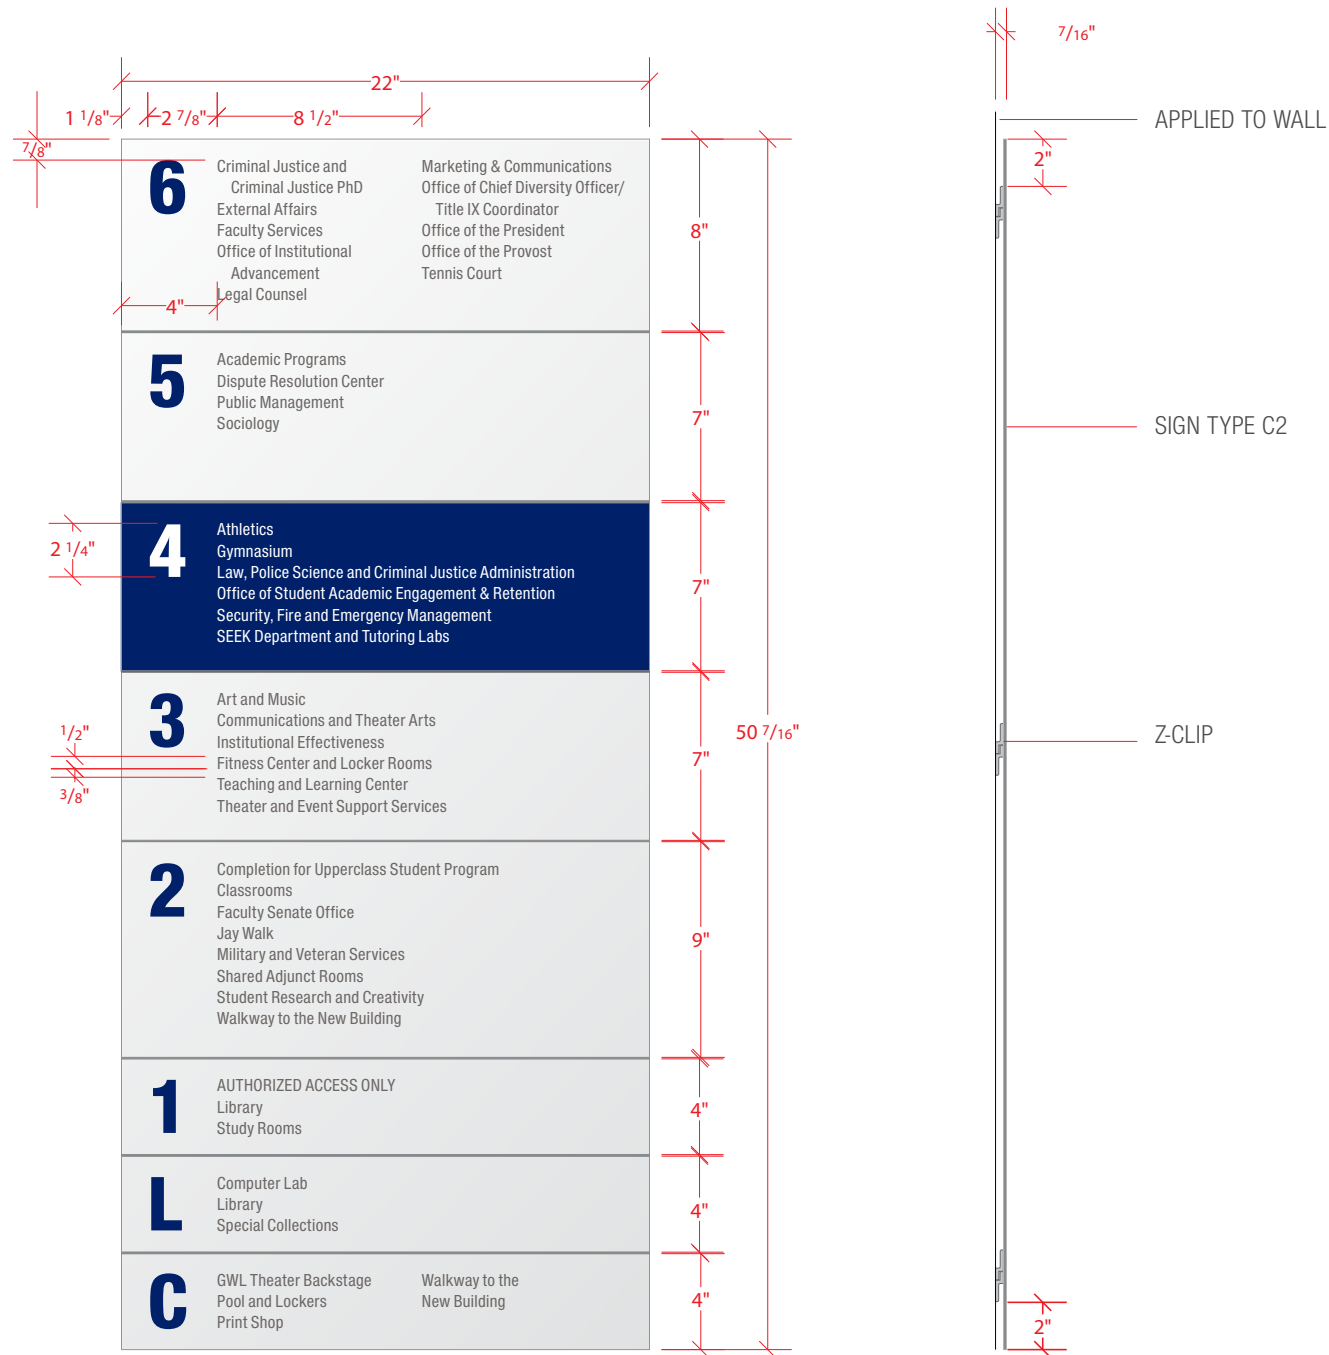 7/16"
22"
1 1/8"
2 7/8"
8 1/2"
APPLIED TO WALL
7/8"
2"
6
Criminal Justice and
Criminal Justice PhD
External Affairs
Faculty Services
Office of Institutional
Advancement
Legal Counsel
Marketing & Communications
Office of Chief Diversity Officer/
Title IX Coordinator
Office of the President
Office of the Provost
Tennis Court
8"
4"
5
Academic Programs
Dispute Resolution Center
Public Management
Sociology
7"
SIGN TYPE C2
2 1/4"
4
Athletics
Gymnasium
Law, Police Science and Criminal Justice Administration
Office of Student Academic Engagement & Retention
Security, Fire and Emergency Management
SEEK Department and Tutoring Labs
7"
1/2"
3/8"
3
Art and Music
Communications and Theater Arts
Institutional Effectiveness
Fitness Center and Locker Rooms
Teaching and Learning Center
Theater and Event Support Services
7"
50 7/16"
Z-CLIP
2
Completion for Upperclass Student Program
Classrooms
Faculty Senate Office
Jay Walk
Military and Veteran Services
Shared Adjunct Rooms
Student Research and Creativity
Walkway to the New Building
9"
1
AUTHORIZED ACCESS ONLY
Library
Study Rooms
4"
L
Computer Lab
Library
Special Collections
4"
C
GWL Theater Backstage
Pool and Lockers
Print Shop
Walkway to the
New Building
4"
2"